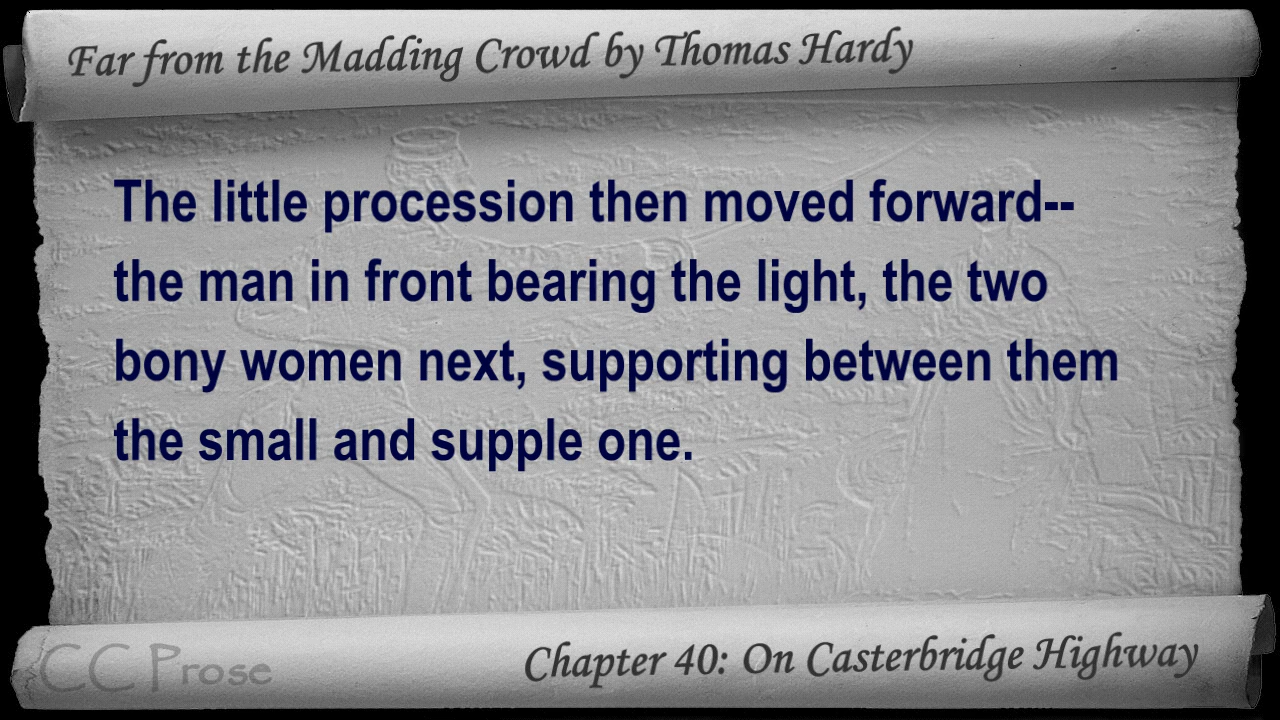 Far from the Madding Crowd by Thomas Hardy
The little procession then moved forward--
the man in front bearing the light, the two
bony women next, supporting between them
the small and supple one.
CC Prose
Chapter 40: On Casterbridge Highway